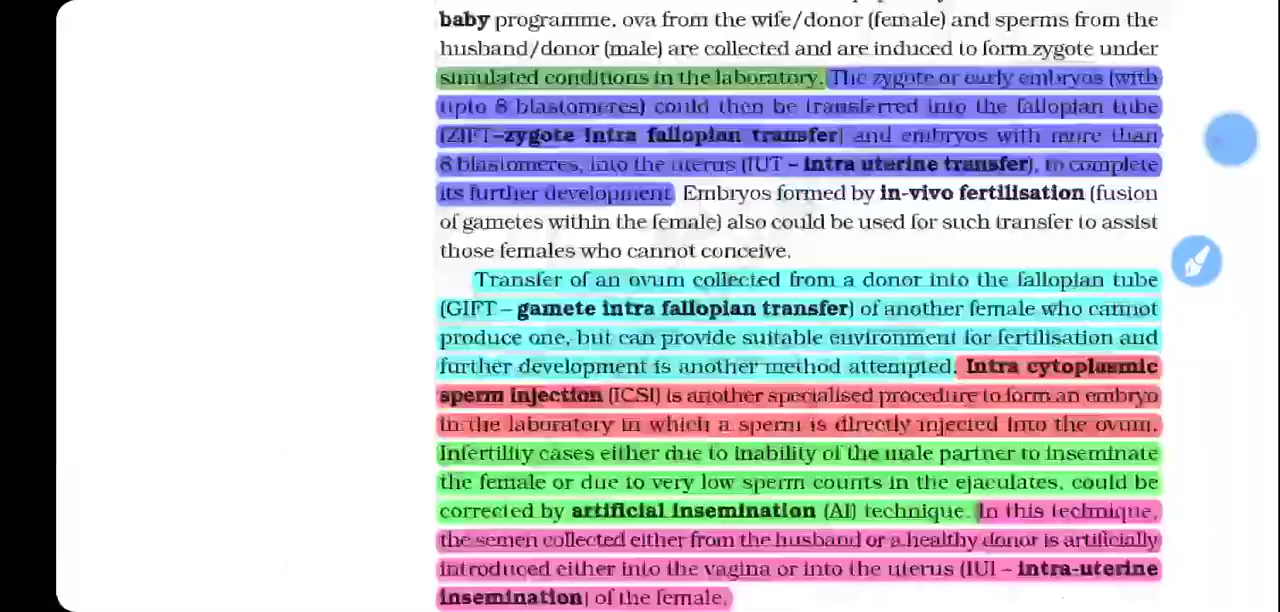 baby programme, ova from the wife/donor (female) and sperms from the
husband/donor (male) are collected and are induced to form zygote under
simulated conditions in the laboratory. The zygote or early embryos (with
upto 8 blastomeres) could then be transferred into the fallopian tube
(ZIFT–zygote intra fallopian transfer) and embryos with more than
8 blastomeres, into the uterus (IUT – intra uterine transfer), to complete
its further development. Embryos formed by in-vivo fertilisation (fusion
of gametes within the female) also could be used for such transfer to assist
those females who cannot conceive.
Transfer of an ovum collected from a donor into the fallopian tube
(GIFT – gamete intra fallopian transfer) of another female who cannot
produce one, but can provide suitable environment for fertilisation and
further development is another method attempted. Intra cytoplasmic
sperm injection (ICSI) is another specialised procedure to form an embryo
in the laboratory in which a sperm is directly injected into the ovum.
Infertility cases either due to inability of the male partner to inseminate
the female or due to very low sperm counts in the ejaculates, could be
corrected by artificial insemination (AI) technique. In this technique,
the semen collected either from the husband or a healthy donor is artificially
introduced either into the vagina or into the uterus (IUI – intra-uterine
insemination) of the female.